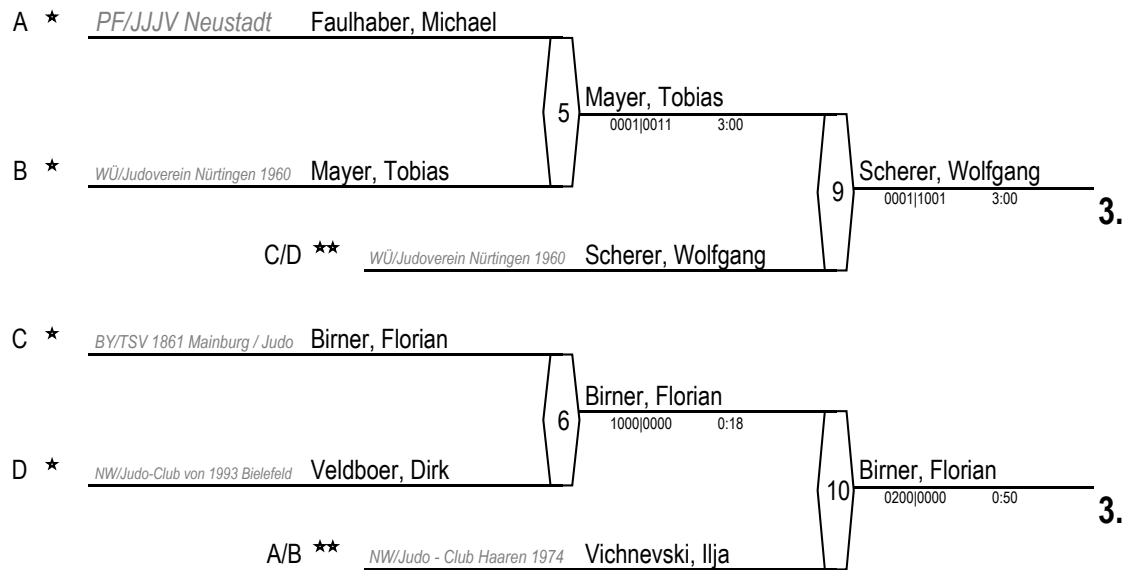 A ★ PF/JJJV Neustadt Faulhaber, Michael
5 Mayer, Tobias
0001|0011 3:00
B ★ WÜ/Judoverein Nürtingen 1960 Mayer, Tobias
9 Scherer, Wolfgang
0001|1001 3:00
3.
C/D ★★ WÜ/Judoverein Nürtingen 1960 Scherer, Wolfgang
C ★ BY/TSV 1861 Mainburg / Judo Birner, Florian
6 Birner, Florian
1000|0000 0:18
D ★ NW/Judo-Club von 1993 Bielefeld Veldboer, Dirk
10 Birner, Florian
0200|0000 0:50
3.
A/B ★★ NW/Judo - Club Haaren 1974 Vichnevski, Ilja